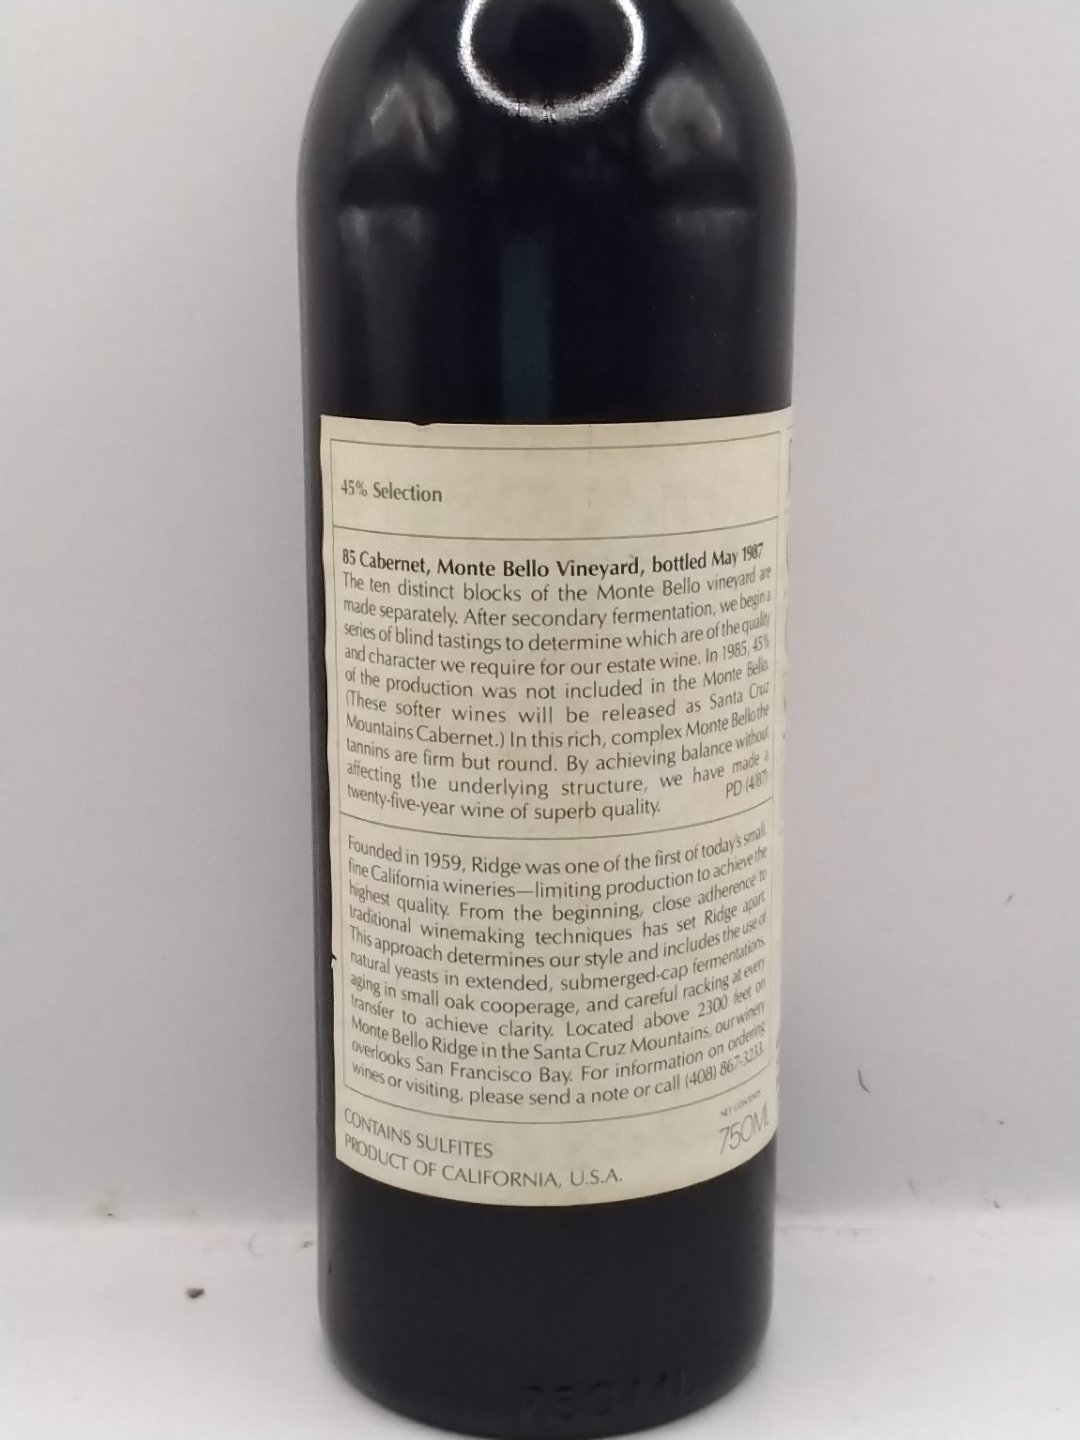 45% Selection
85 Cabernet, Monte Bello Vineyard, bottled May 1987
The ten distinct blocks of the Monte Bello vineyard are
made separately. After secondary fermentation, we begin a
series of blind tastings to determine which are of the quality
and character we require for our estate wine. In 1985, 45%
of the production was not included in the Monte Bello.
(These softer wines will be released as Santa Cruz
Mountains Cabernet.) In this rich, complex Monte Bello the
tannins are firm but round. By achieving balance without
affecting the underlying structure, we have made a
twenty-five-year wine of superb quality. PD (4/87)
Founded in 1959, Ridge was one of the first of today's small,
fine California wineries—limiting production to achieve the
highest quality. From the beginning, close adherence to
traditional winemaking techniques has set Ridge apart.
This approach determines our style and includes the use of
natural yeasts in extended, submerged-cap fermentations,
aging in small oak cooperage, and careful racking at every
transfer to achieve clarity. Located above 2300 feet on
Monte Bello Ridge in the Santa Cruz Mountains, our winery
overlooks San Francisco Bay. For information on ordering
wines or visiting, please send a note or call (408) 867-3233.
CONTAINS SULFITES
PRODUCT OF CALIFORNIA, U.S.A.
NET CONTENTS
750ML
750ML